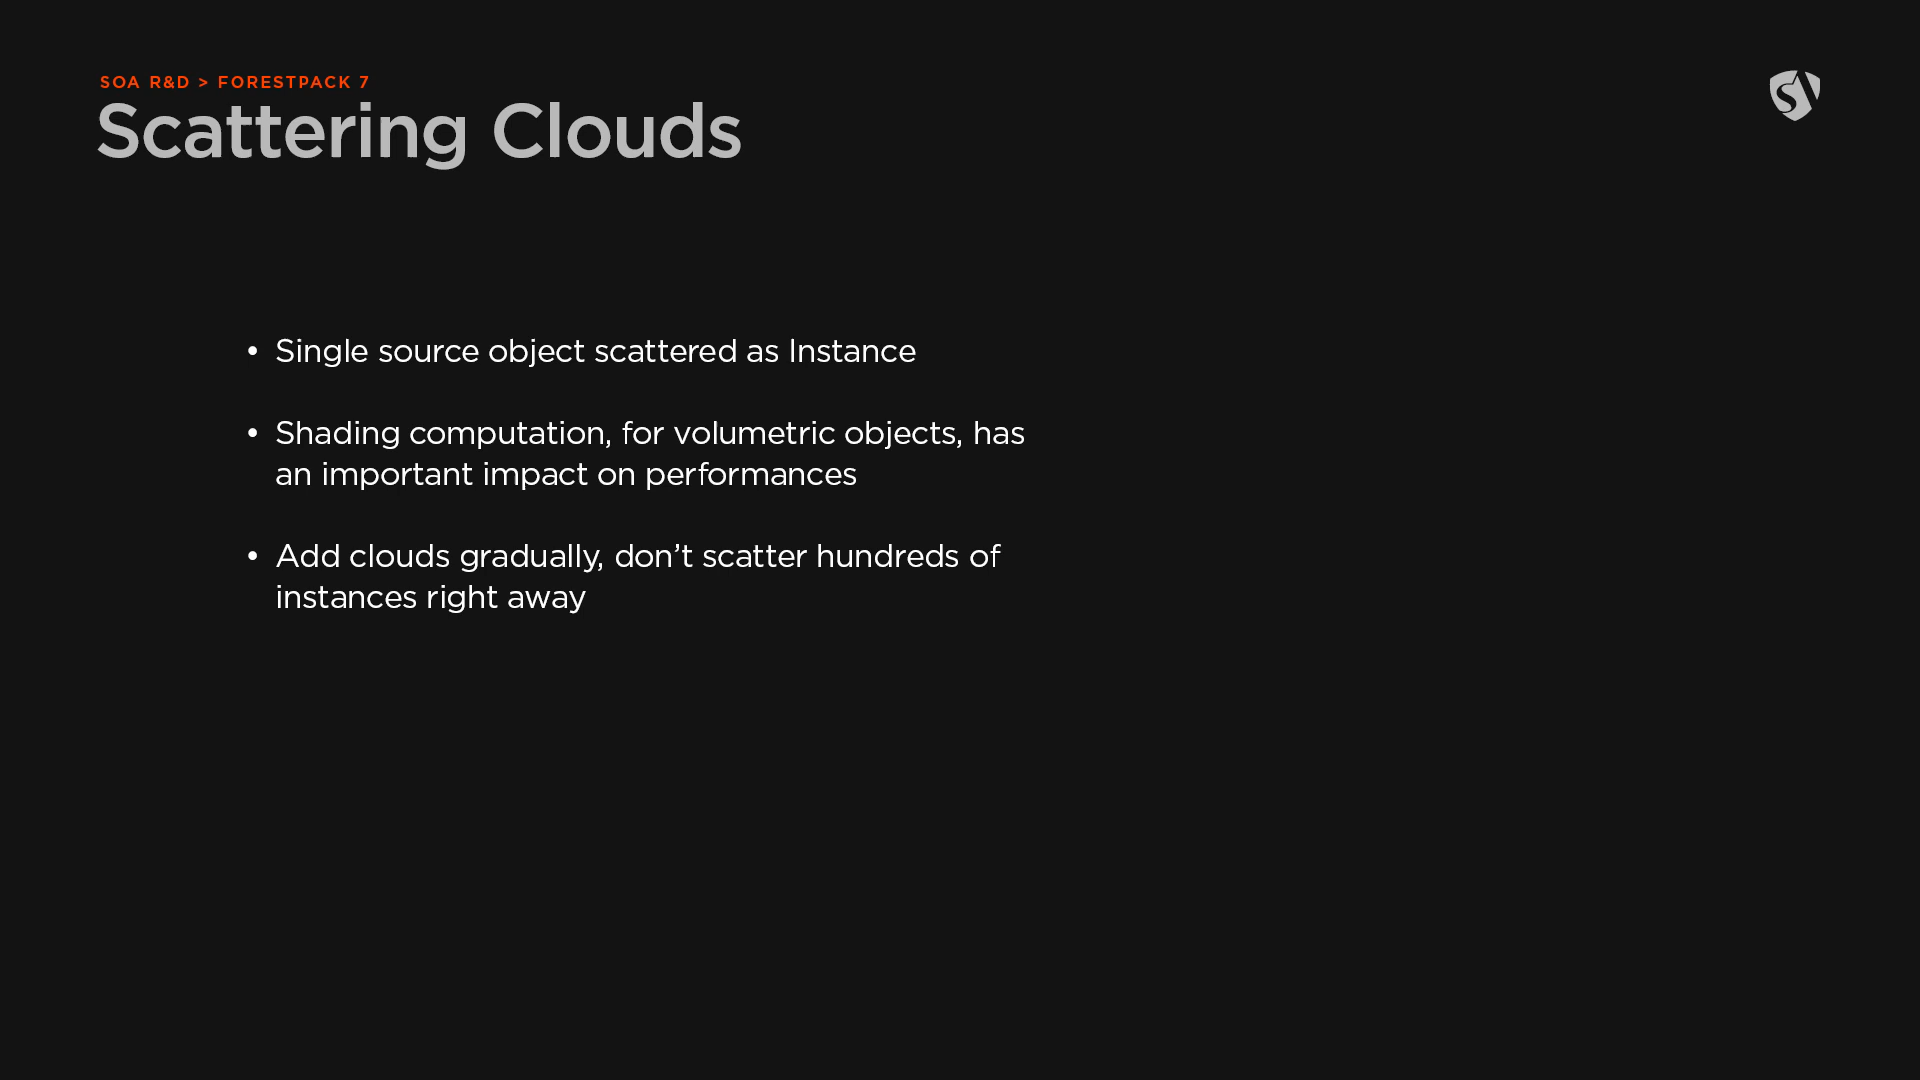 SOA R&D > FORESTPACK 7
Scattering Clouds
• Single source object scattered as Instance
• Shading computation, for volumetric objects, has
an important impact on performances
• Add clouds gradually, don’t scatter hundreds of
instances right away